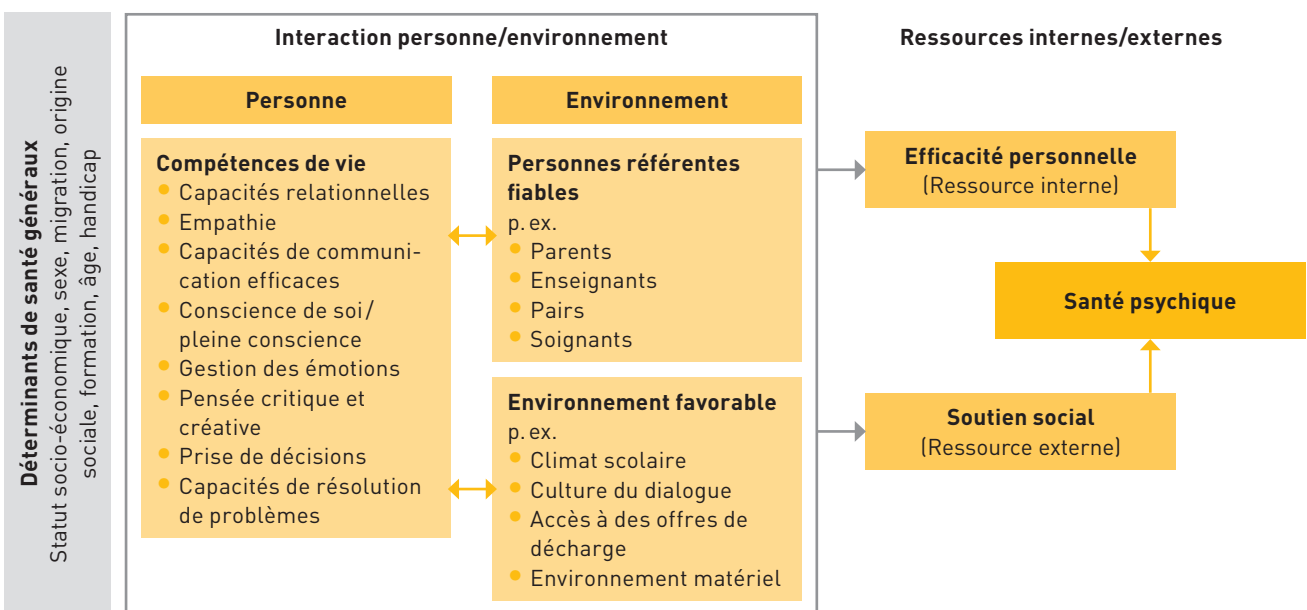 Déterminants de santé généraux
Statut socio-économique, sexe, migration, origine
sociale, formation, âge, handicap
Interaction personne/environnement
Personne
Compétences de vie
• Capacités relationnelles
• Empathie
• Capacités de communi-
cation efficaces
• Conscience de soi/
pleine conscience
• Gestion des émotions
• Pensée critique et
créative
• Prise de décisions
• Capacités de résolution
de problèmes
Environnement
Personnes référentes
fiables
p. ex.
• Parents
• Enseignants
• Pairs
• Soignants
Environnement favorable
p. ex.
• Climat scolaire
• Culture du dialogue
• Accès à des offres de
décharge
• Environnement matériel
Ressources internes/externes
Efficacité personnelle
(Ressource interne)
Santé psychique
Soutien social
(Ressource externe)